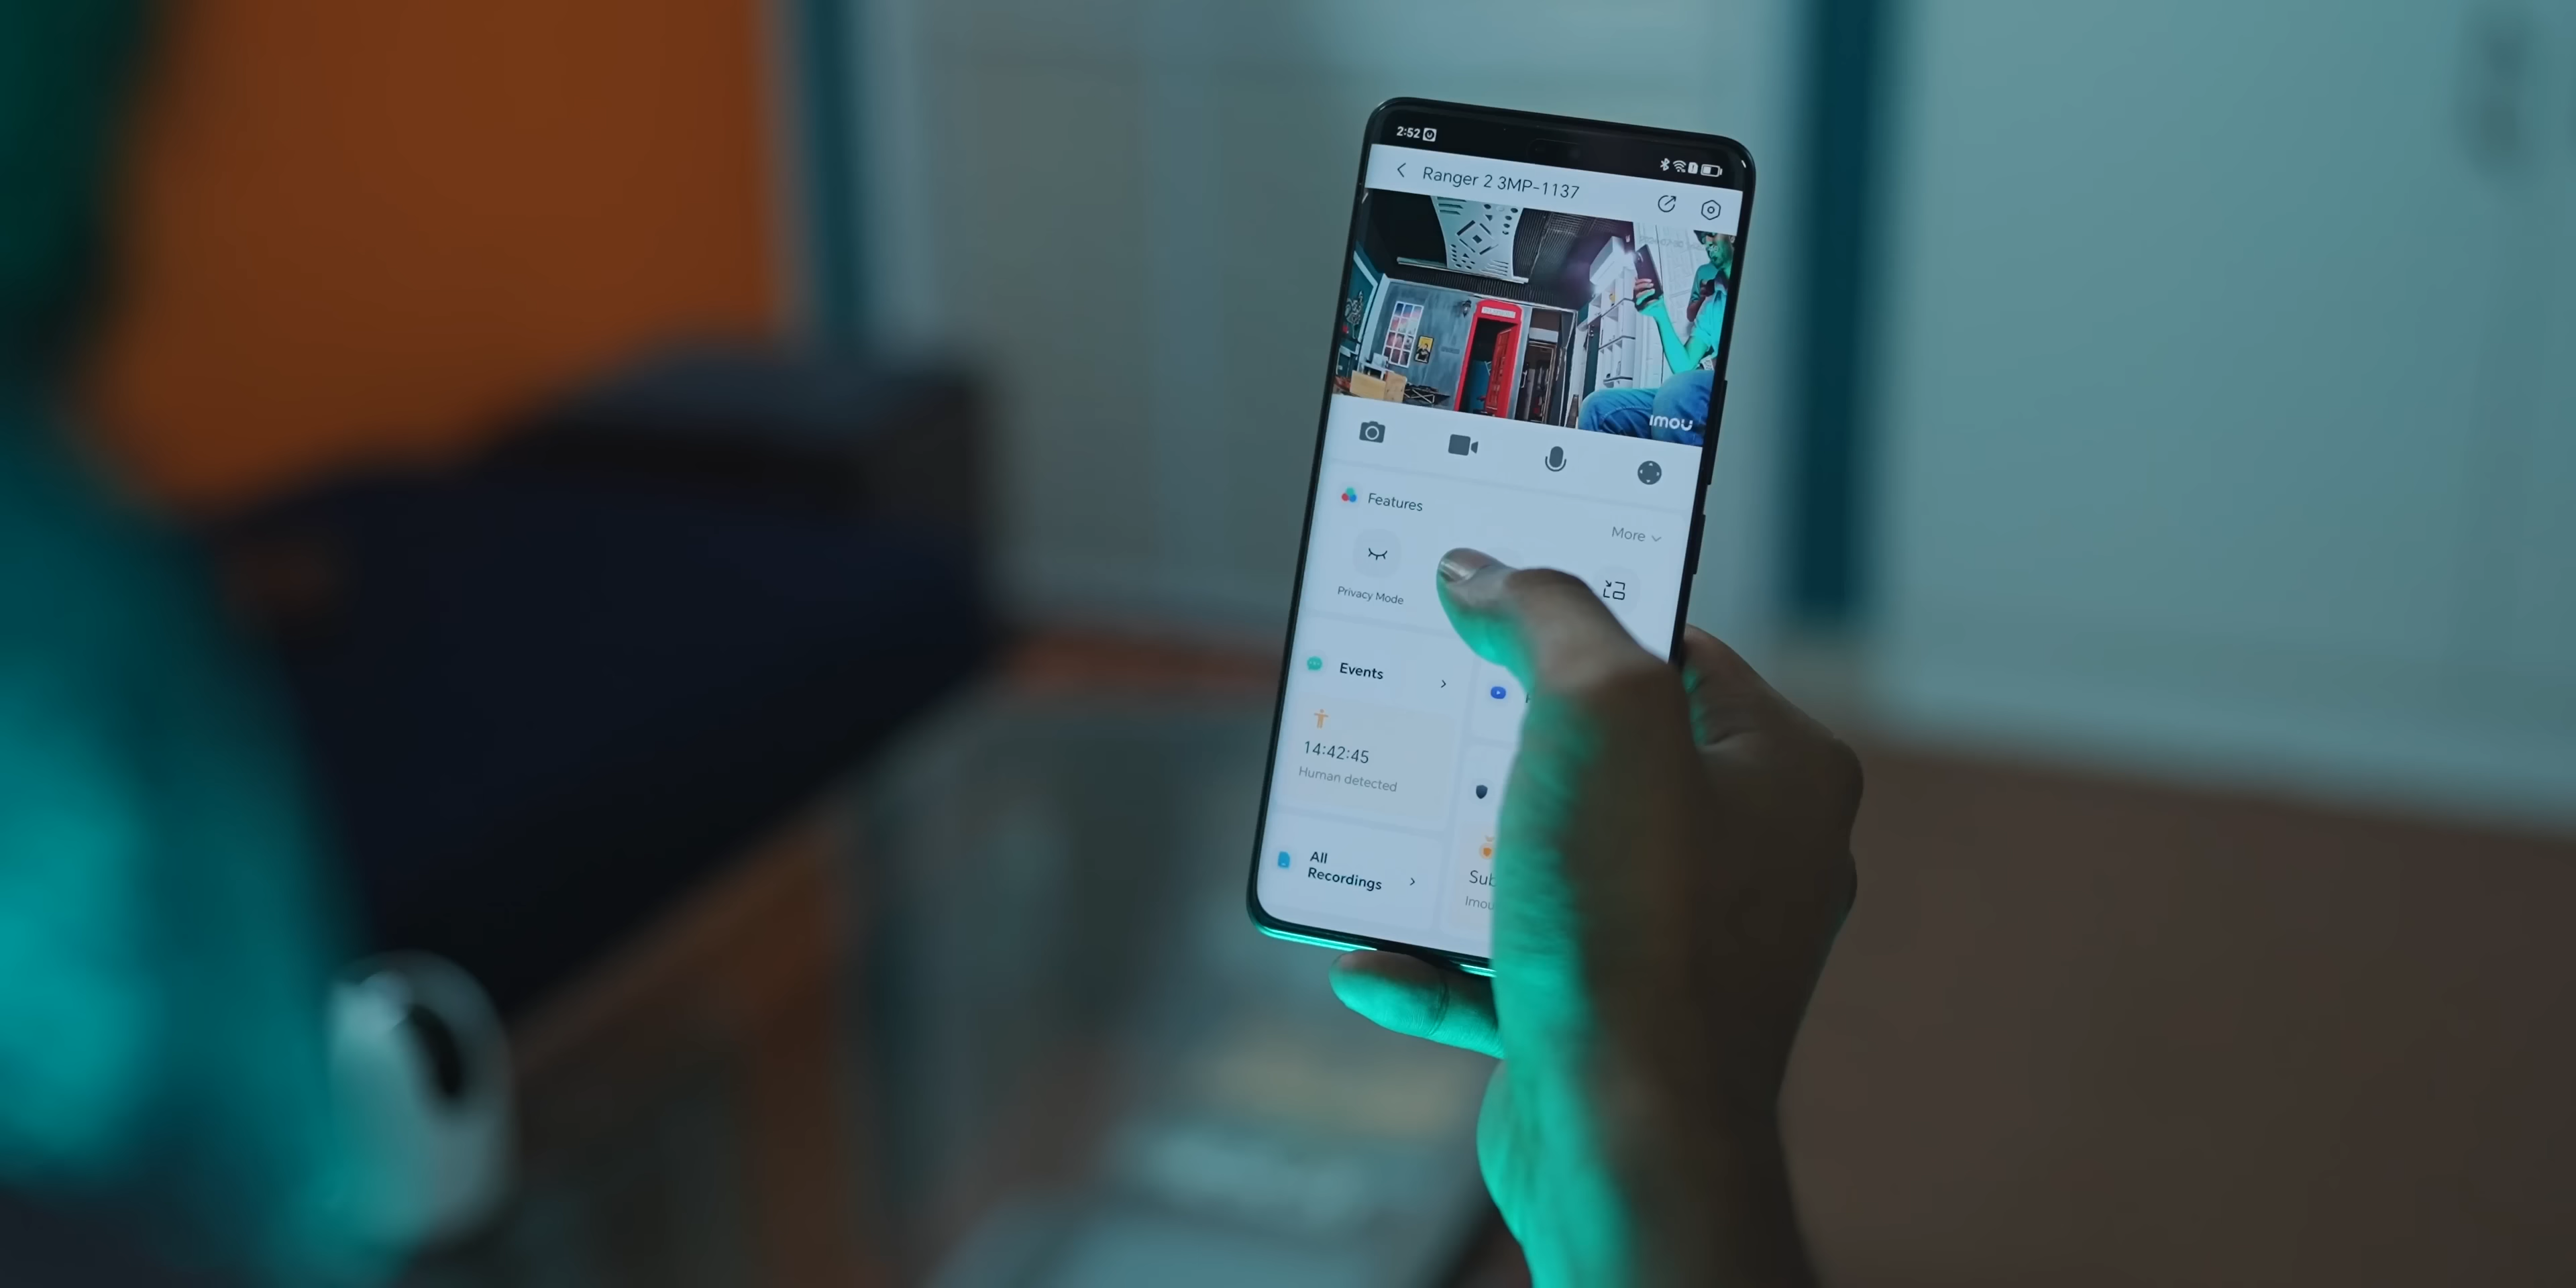 2:52
Ranger 2 3MP-1137
imou
Features
More
Privacy Mode
Events
14:42:45
Human detected
All
Recordings
Sub
Imou